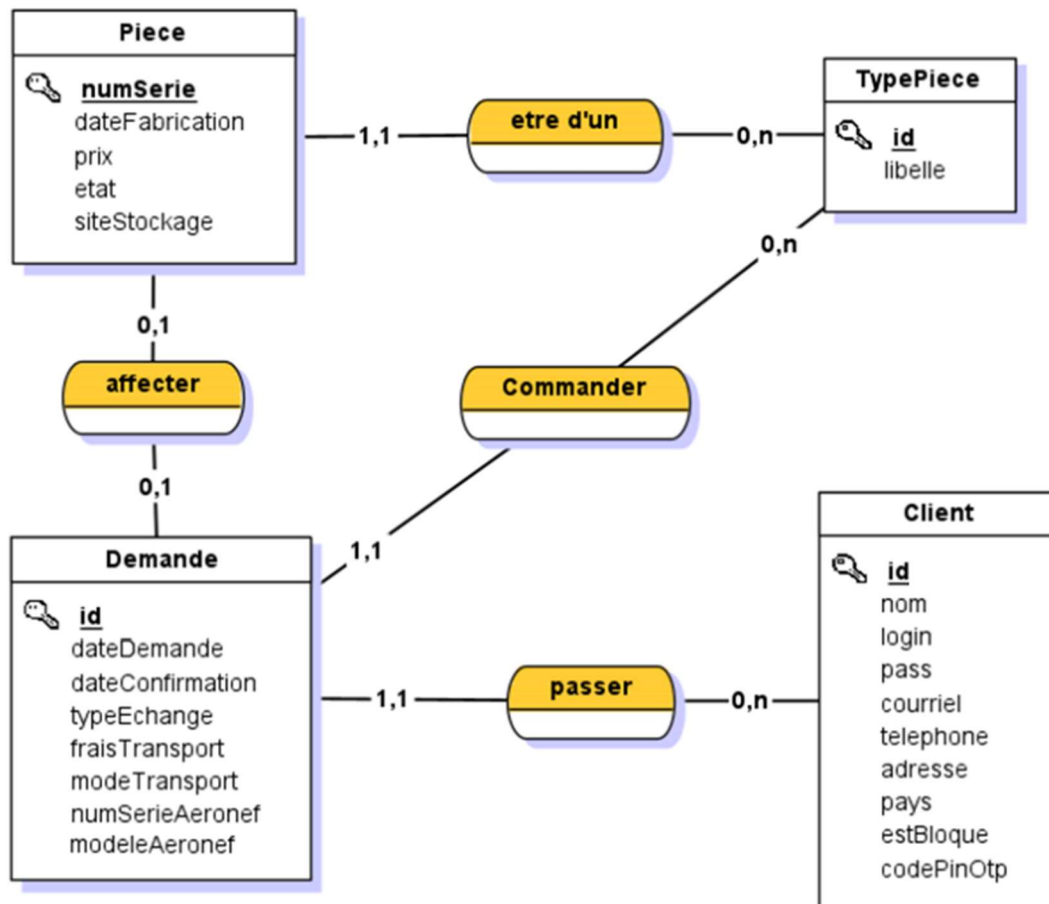 Piece
numSerie
dateFabrication
prix
etat
siteStockage
1,1
etre d'un
0,n
TypePiece
id
libelle
0,n
0,1
affecter
0,1
Commander
1,1
Demande
id
dateDemande
dateConfirmation
typeEchange
fraisTransport
modeTransport
numSerieAeronef
modeleAeronef
1,1
passer
0,n
Client
id
nom
login
pass
courriel
telephone
adresse
pays
estBloque
codePinOtp